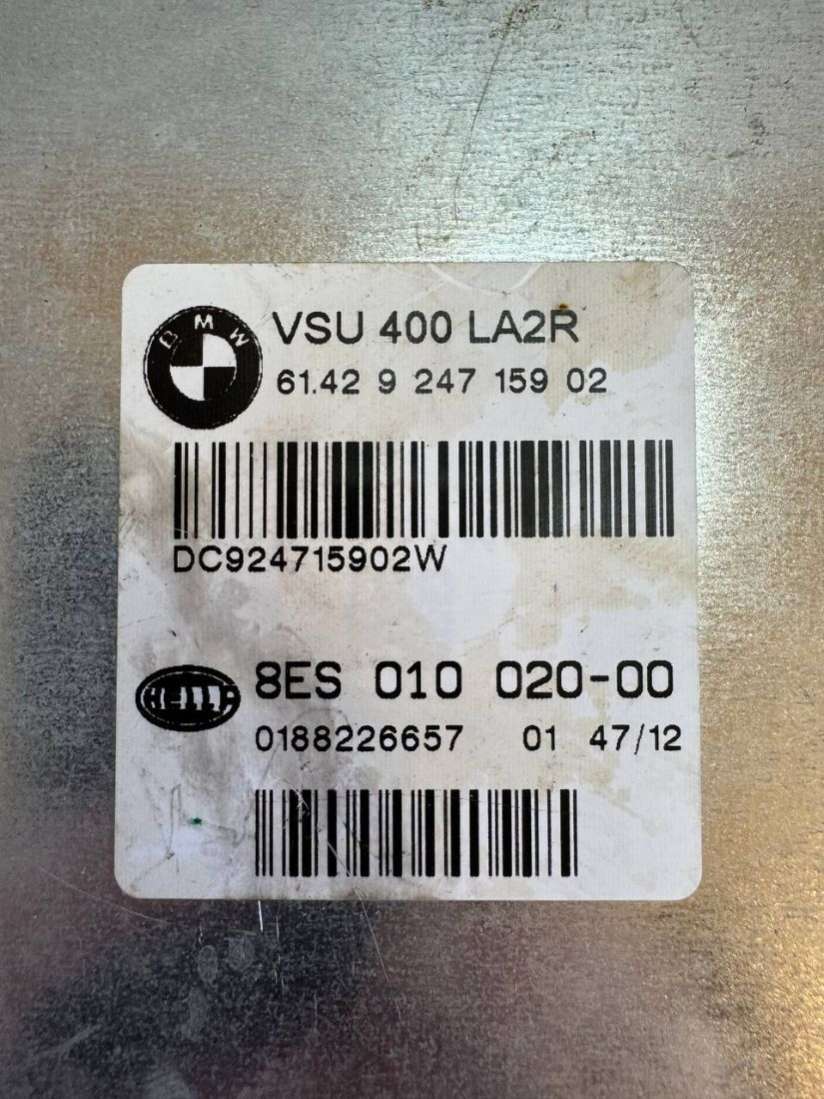 BMW
VSU 400 LA2R
61.42 9 247 159 02
DC924715902W
HELLA
8ES 010 020-00
0188226657 01 47/12